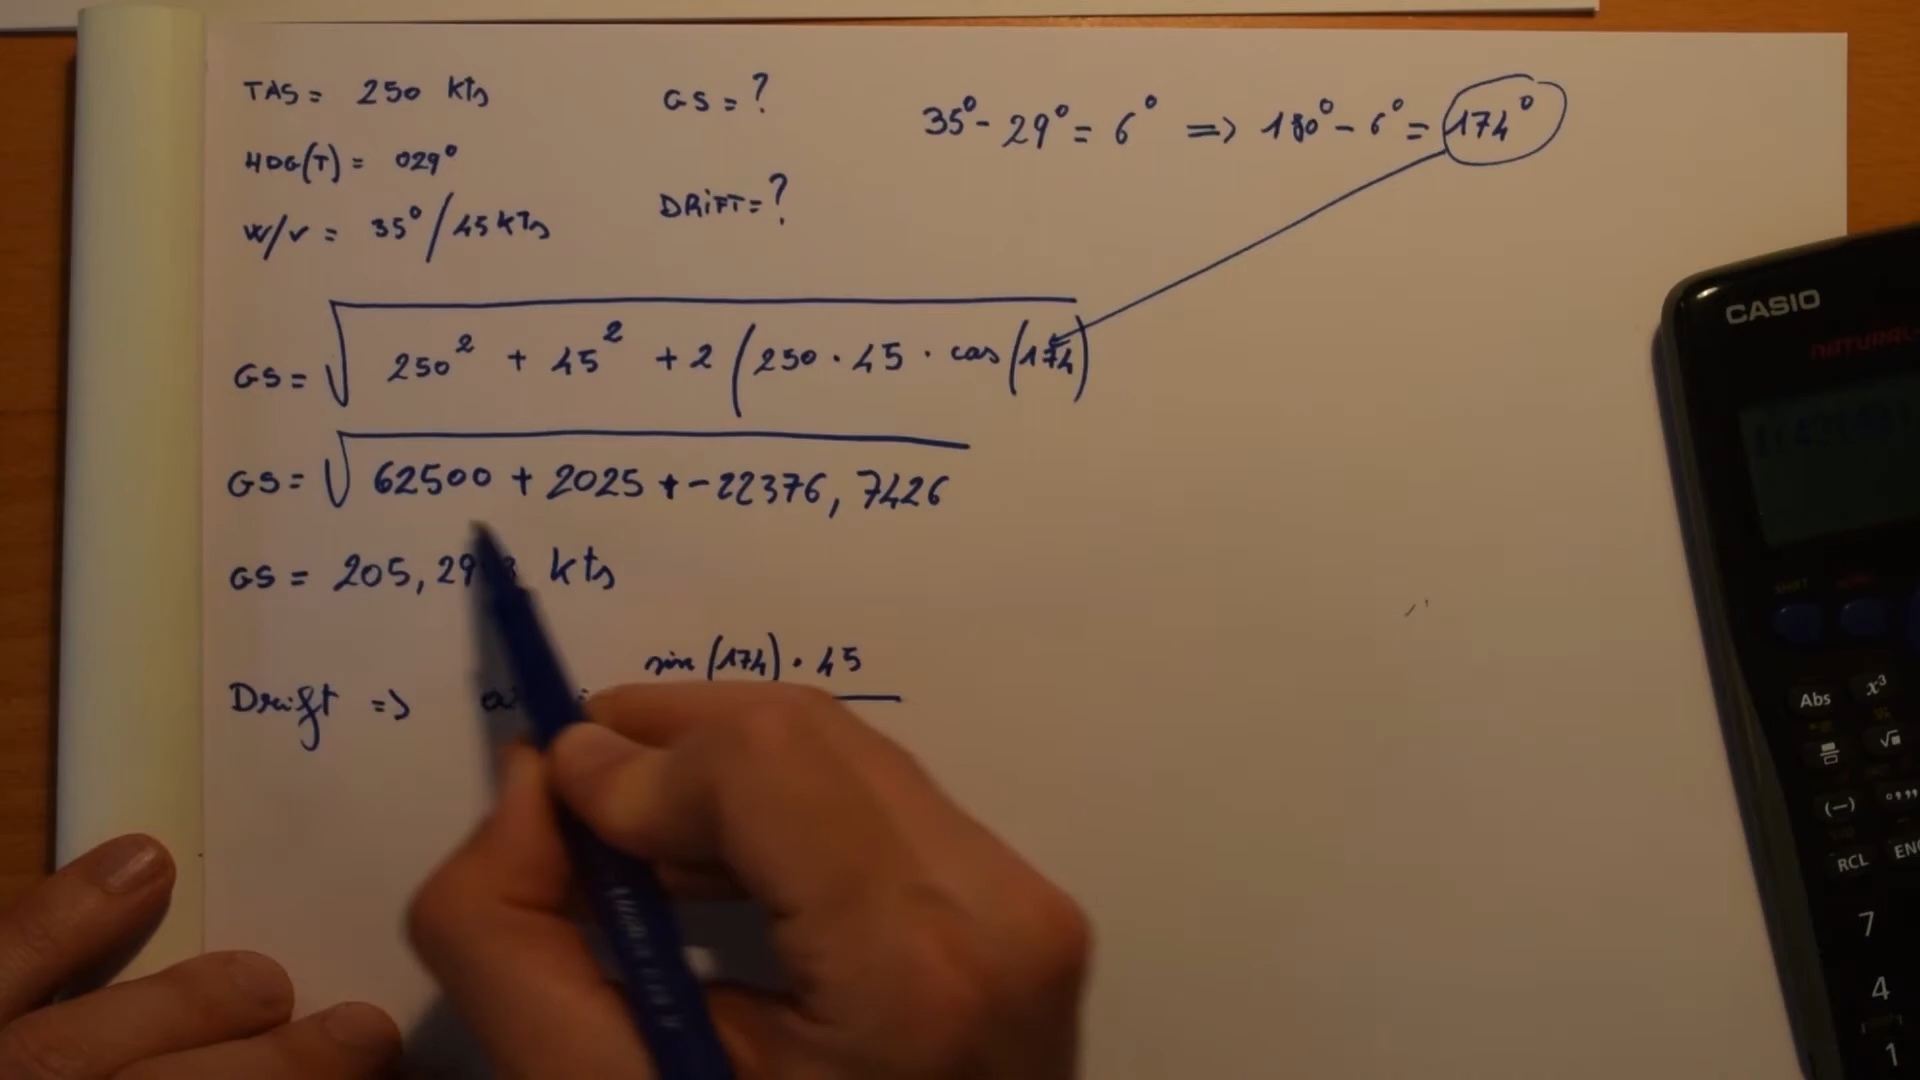 TAS = 250 kts
HDG(T) = 029°
W/V = 35° / 45 kTs
GS = ?
DRiFT = ?
35° - 29° = 6° => 180° - 6° = 174°
GS = √ 250² + 45² + 2 (250 · 45 · cos (174)
GS = √ 62500 + 2025 + -22376,7426
GS = 205,29 kts
Drift =>
sin (174) · 45
CASIO
NATURAL-
Abs x³
√
(-) ° ' "
RCL
7
4
1